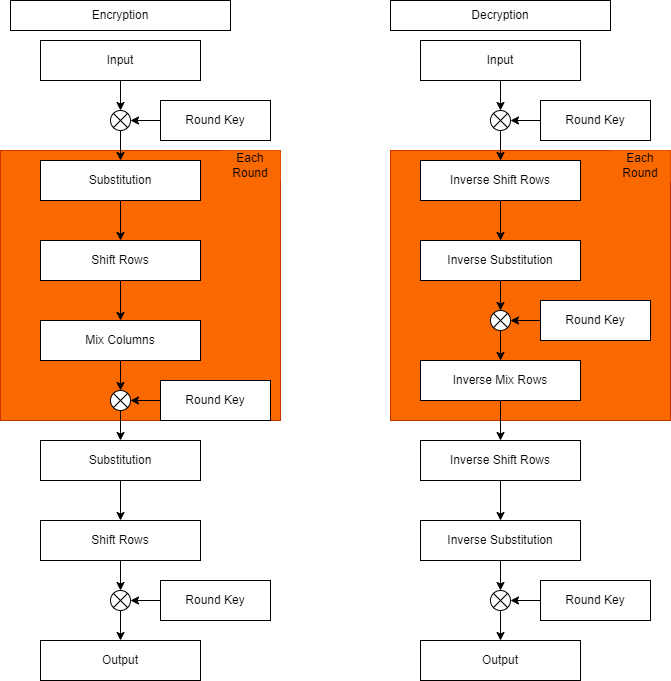 Encryption
Input
Round Key
Each
Round
Substitution
Shift Rows
Mix Columns
Round Key
Substitution
Shift Rows
Round Key
Output
Decryption
Input
Round Key
Each
Round
Inverse Shift Rows
Inverse Substitution
Round Key
Inverse Mix Rows
Inverse Shift Rows
Inverse Substitution
Round Key
Output